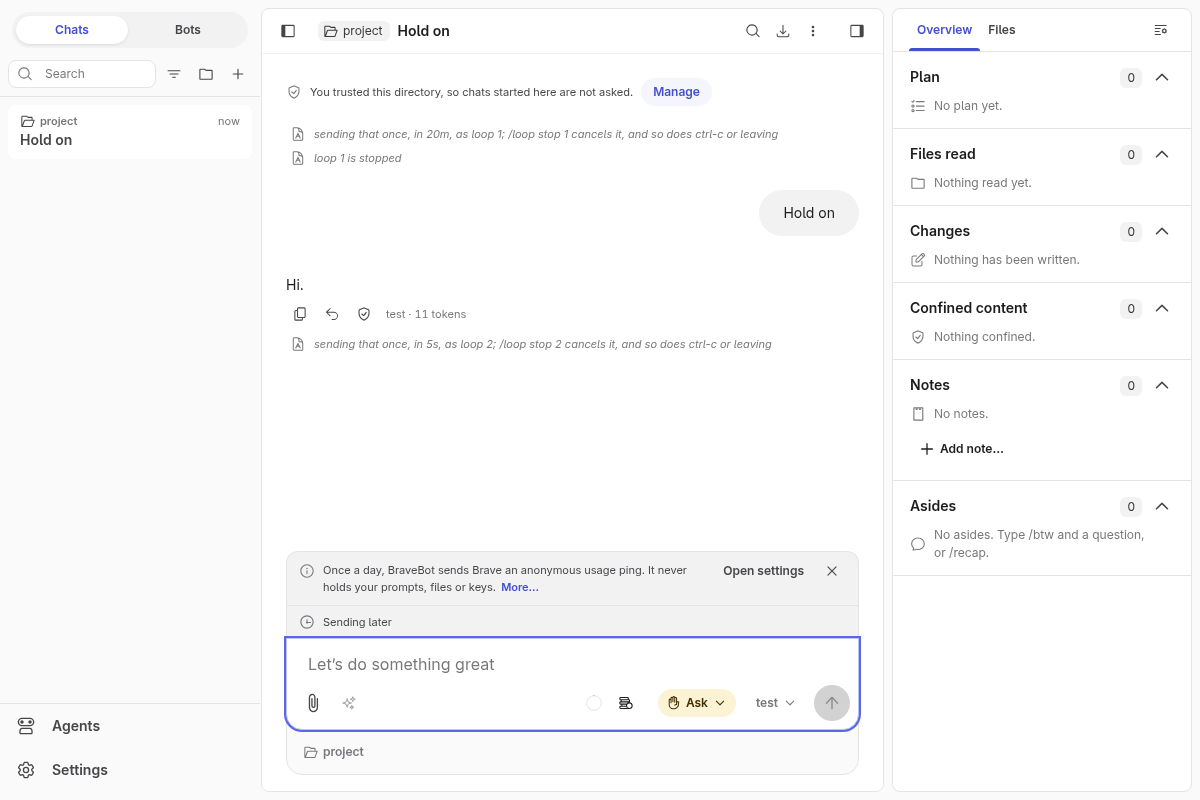 Chats
Bots
Search
project
now
Hold on
Agents
Settings
project
Hold on
You trusted this directory, so chats started here are not asked.
Manage
sending that once, in 20m, as loop 1; /loop stop 1 cancels it, and so does ctrl-c or leaving
loop 1 is stopped
Hold on
Hi.
test · 11 tokens
sending that once, in 5s, as loop 2; /loop stop 2 cancels it, and so does ctrl-c or leaving
Once a day, BraveBot sends Brave an anonymous usage ping. It never
holds your prompts, files or keys. More...
Open settings
Sending later
Let's do something great
Ask
test
project
Overview
Files
Plan
0
No plan yet.
Files read
0
Nothing read yet.
Changes
0
Nothing has been written.
Confined content
0
Nothing confined.
Notes
0
No notes.
Add note...
Asides
0
No asides. Type /btw and a question,
or /recap.